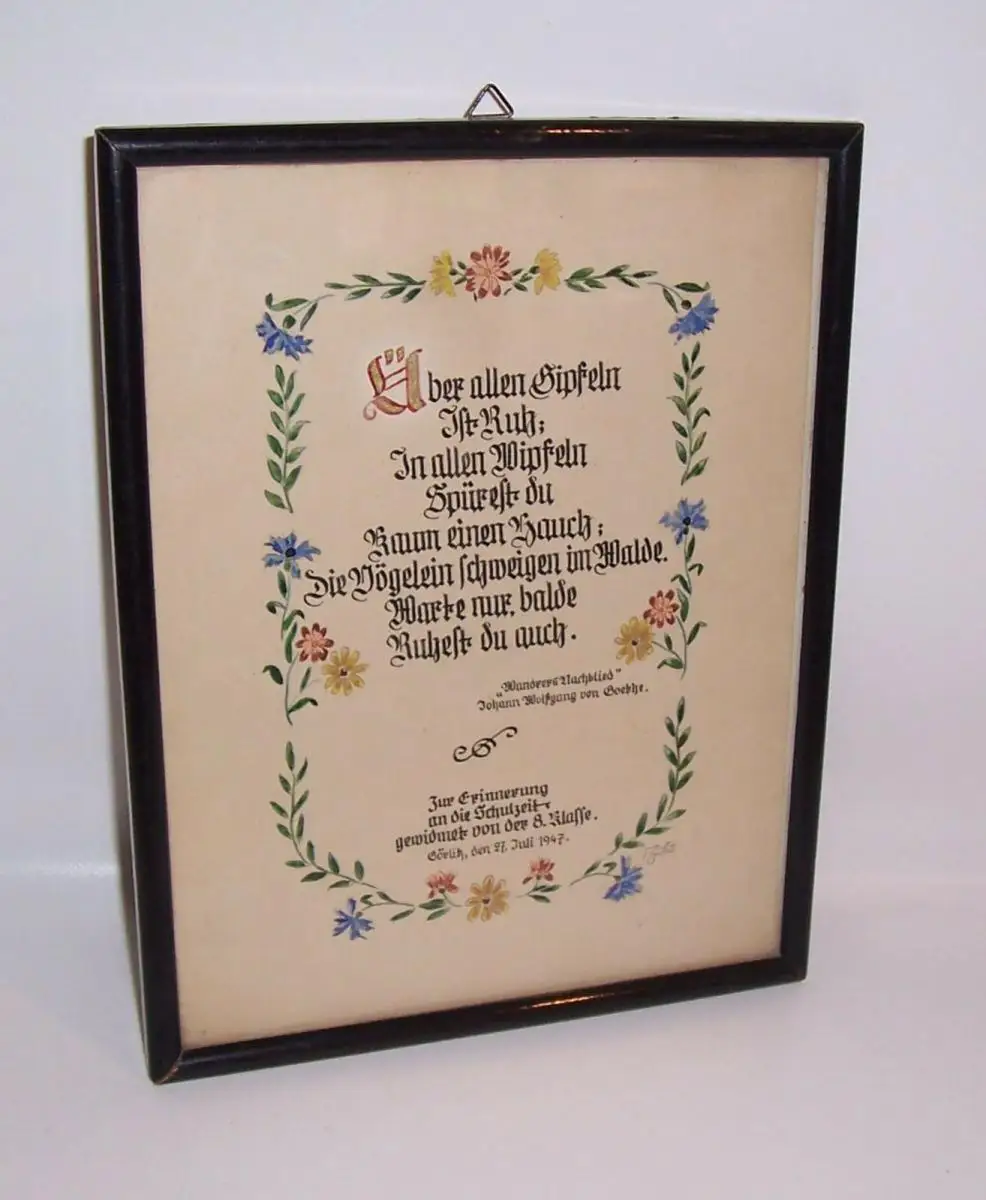 Über allen Gipfeln
Ist Ruh;
In allen Wipfeln
Spürest du
Kaum einen Hauch;
Die Vögelein schweigen im Walde.
Warte nur, balde
Ruhest du auch.
"Wanderers Nachtlied"
Johann Wolfgang von Goethe.
Zur Erinnerung
an die Schulzeit
gewidmet von der 8. Klasse.
Görlitz, den 27. Juli 1947.